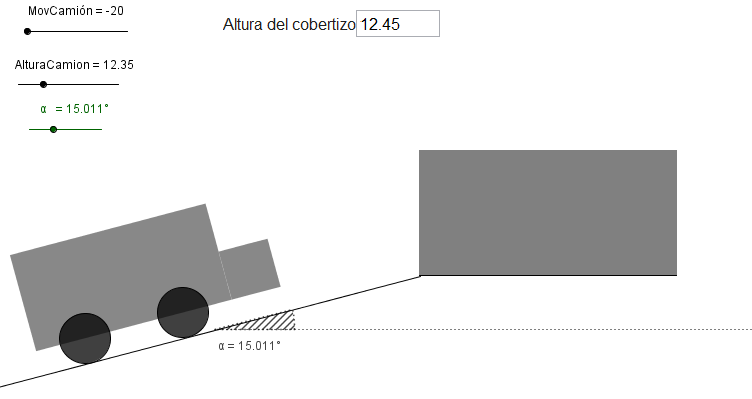 MovCamión = -20
Altura del cobertizo 12.45
AlturaCamion = 12.35
α = 15.011°
α = 15.011°